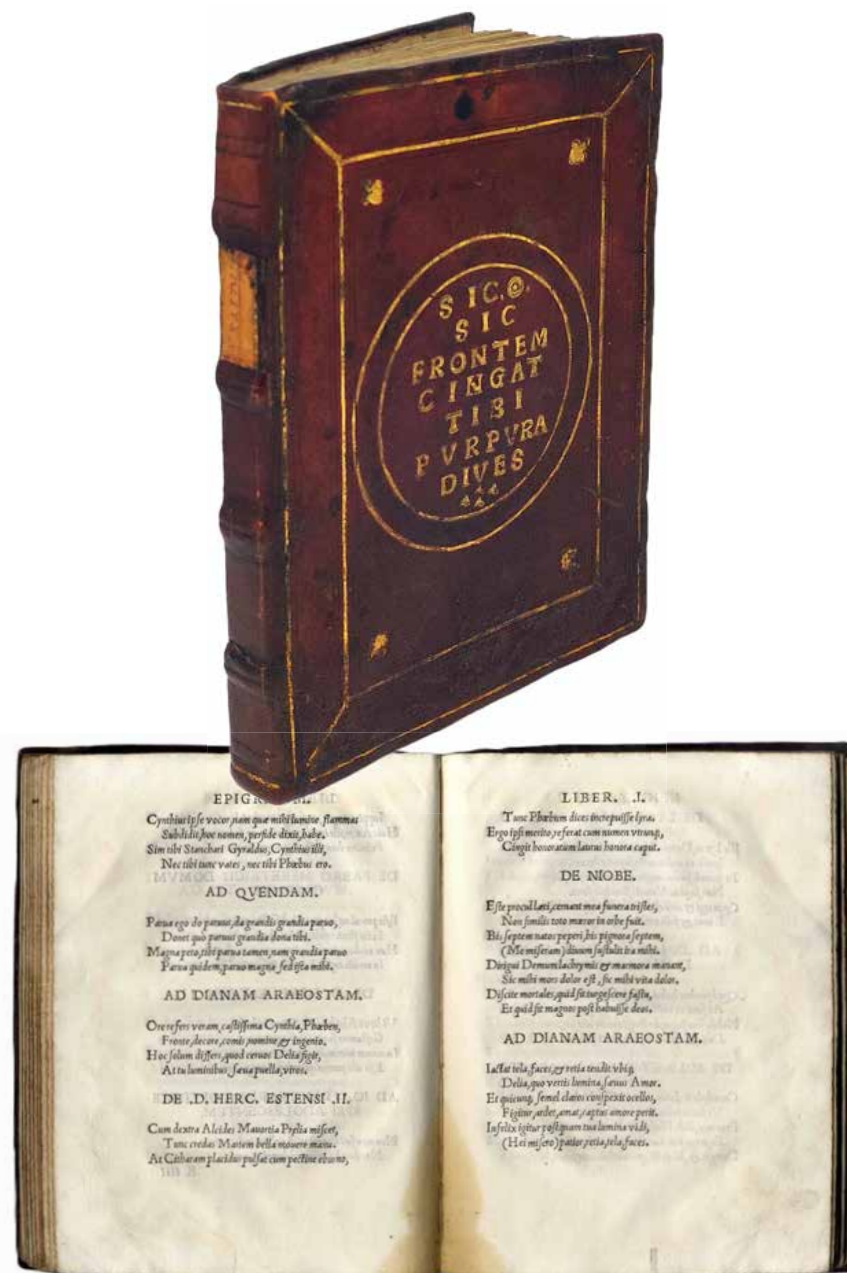 SIC.
SIC
FRONTEM
CINGAT
TIBI
PVRPVRA
DIVES
EPIGR
Cynthius ipse vocor, nam quæ mihi lumine flammas
Subdidit, hoc nomen, perfide dixit, habe.
Sim tibi Stanchari Gyraldus, Cynthius illi,
Nec tibi tunc vates, nec tibi Phœbus ero.
AD QVENDAM.
Parua ego do paruus, da grandis grandia paruo,
Donet quo paruus grandia dona tibi.
Magna peto, tibi parua tamen, nam grandia paruo
Parua quidem, paruo magna, sed ista mihi.
AD DIANAM ARAEOSTAM.
Ore refers veram, castissima Cynthia, Phœben,
Fronte, decore, comis, nomine & ingenio.
Hoc solum differs, quod ceruos Delia figit,
At tu luminibus, sæua puella, viros.
DE .D. HERC. ESTENSI .II.
Cum dextra Alcides Mauortia Prælia miscet,
Tunc credas Martem bella mouere manu.
At Citharam placidus pulsat cum pectine eburno,
LIBER. .I.
Tunc Phœbum dices increpuisse lyra.
Ergo ipsi merito, referat cum numen vtrunq;
Cingit honoratum laurus honora caput.
DE NIOBE.
Este procul læti, cernant mea funera tristes,
Non similis toto mœror in orbe fuit.
Bis septem natos peperi, bis pignora septem,
(Me miseram) diuum sustulit ira mihi.
Dirigui Demum lachrymis & marmora manant,
Sic mihi mors dolor est, sic mihi vita dolor.
Discite mortales, quid sit turgescere fastu,
Et quid sit magnos post habuisse deos.
AD DIANAM ARAEOSTAM.
Iactat tela, faces, & retia tendit vbiq;
Delia, quo vertis lumina, sæuus Amor.
Et quicunq; semel claros conspexit ocellos,
Figitur, ardet, amat, captus amore perit.
Infelix igitur postquam tua lumina vidi,
(Hei misero) patior, retia, tela, faces.